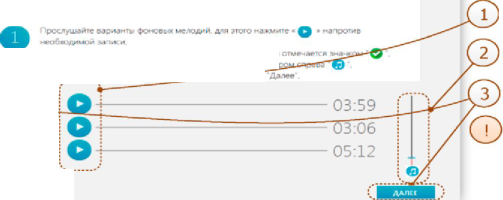 1
Прослушайте варианты фоновых мелодий, для этого нажмите « » напротив
необходимой записи.
отмечается значком " ",
ром справа " ",
"Далее".
03:59
03:06
05:12
ДАЛЕЕ
1
2
3
!